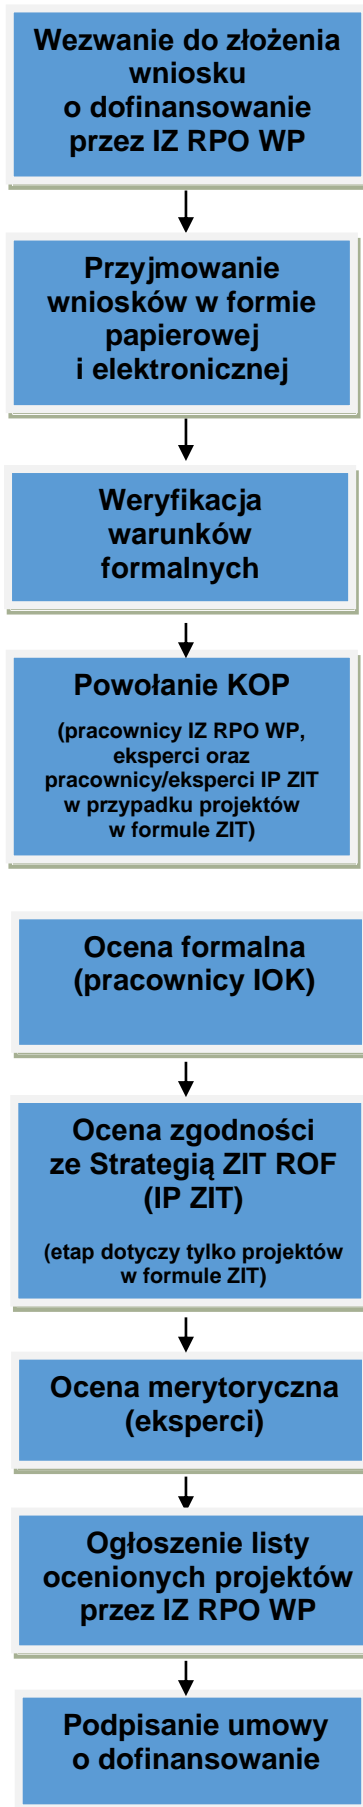 Wezwanie do złożenia
wniosku
o dofinansowanie
przez IZ RPO WP
Przyjmowanie
wniosków w formie
papierowej
i elektronicznej
Weryfikacja
warunków
formalnych
Powołanie KOP
(pracownicy IZ RPO WP,
eksperci oraz
pracownicy/eksperci IP ZIT
w przypadku projektów
w formule ZIT)
Ocena formalna
(pracownicy IOK)
Ocena zgodności
ze Strategią ZIT ROF
(IP ZIT)
(etap dotyczy tylko projektów
w formule ZIT)
Ocena merytoryczna
(eksperci)
Ogłoszenie listy
ocenionych projektów
przez IZ RPO WP
Podpisanie umowy
o dofinansowanie